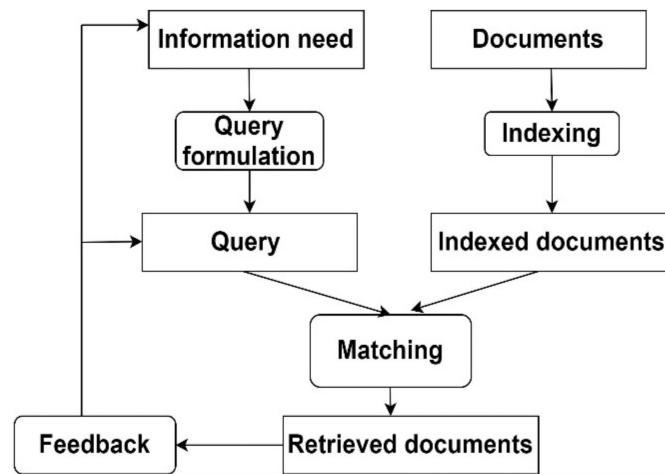 Information need
Documents
Query
formulation
Indexing
Query
Indexed documents
Matching
Feedback
Retrieved documents